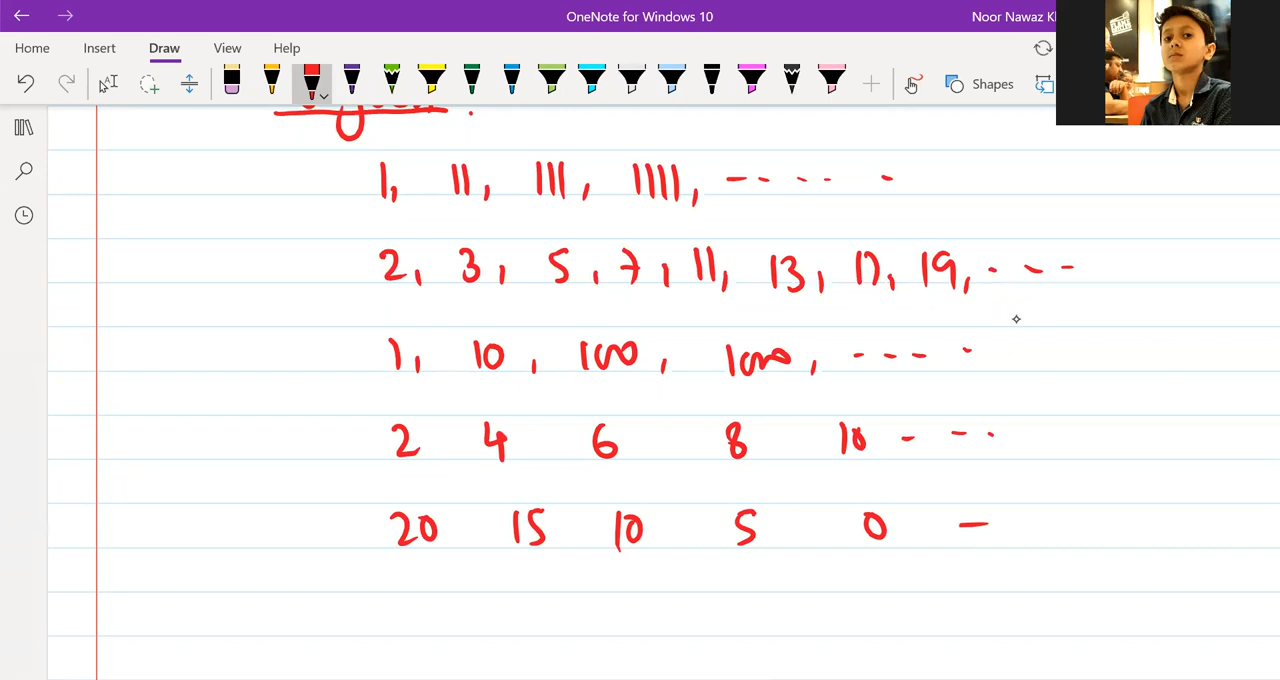 OneNote for Windows 10
Noor Nawaz Kh
Home Insert Draw View Help
Shapes
1, 11, 111, 1111, -- -- -- -
2, 3, 5, 7, 11, 13, 17, 19, - - -
1, 10, 100, 1000, - - - -
2 4 6 8 10 - - -
20 15 10 5 0 -